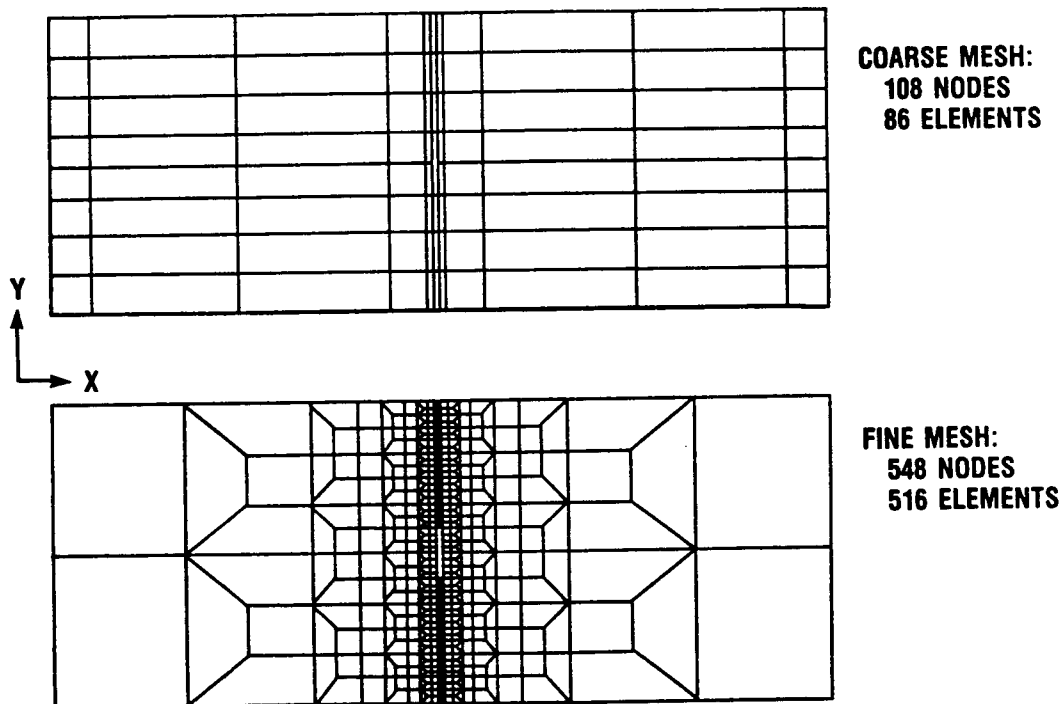 COARSE MESH:
108 NODES
86 ELEMENTS
Y
X
FINE MESH:
548 NODES
516 ELEMENTS